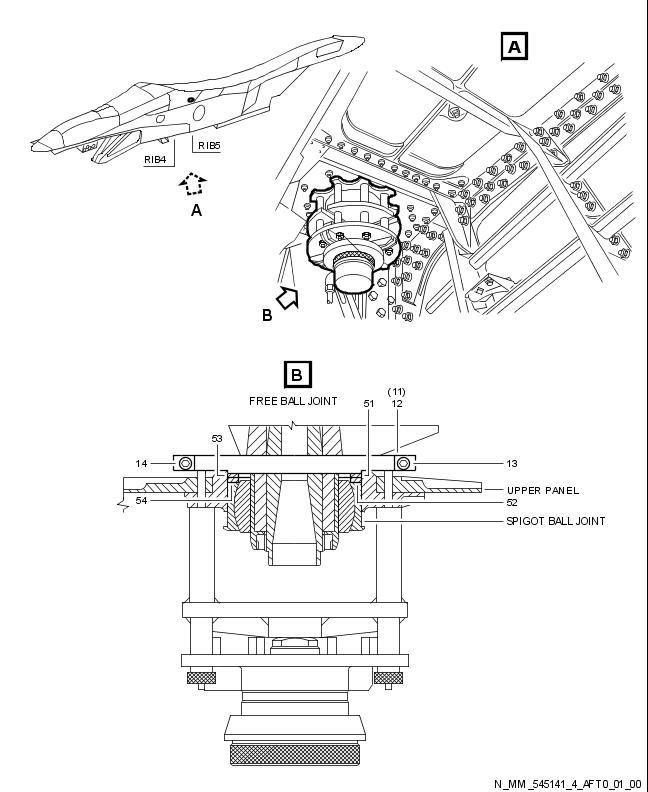 A
RIB4
RIB5
A
B
B
FREE BALL JOINT
(11)
51
12
53
14
13
54
UPPER PANEL
52
SPIGOT BALL JOINT
N_MM_545141_4_AFT0_01_00